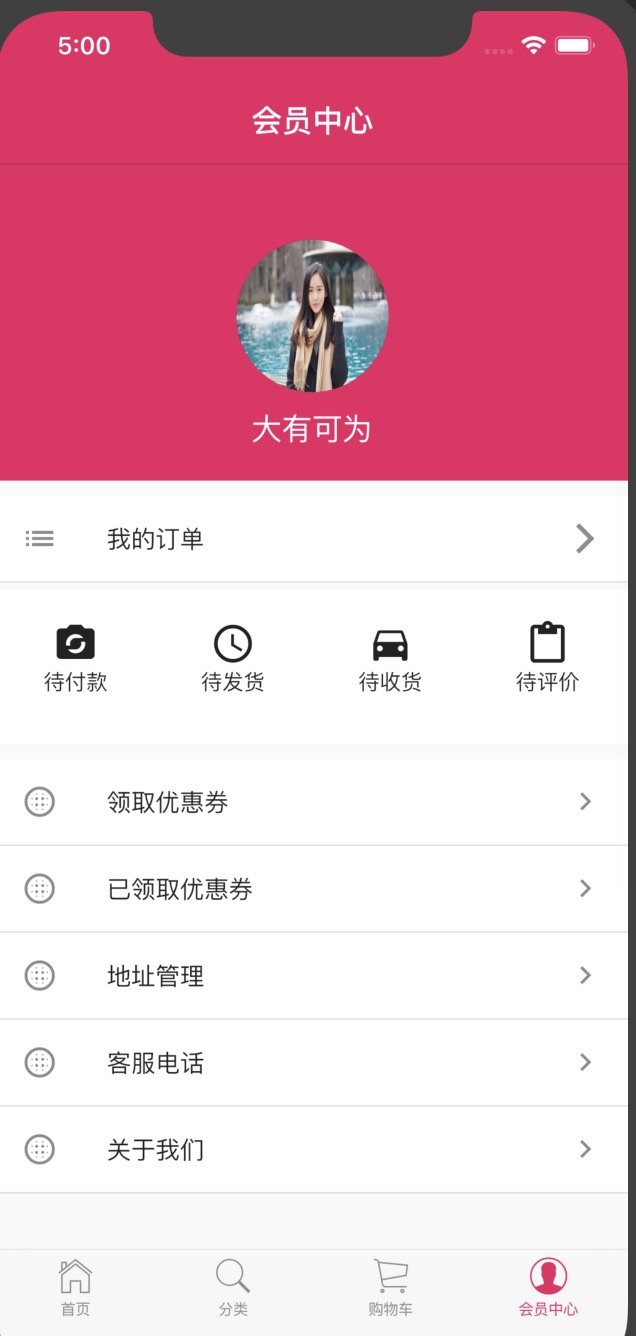 5:00
会员中心
大有可为
我的订单
待付款 待发货 待收货 待评价
领取优惠券
已领取优惠券
地址管理
客服电话
关于我们
首页 分类 购物车 会员中心